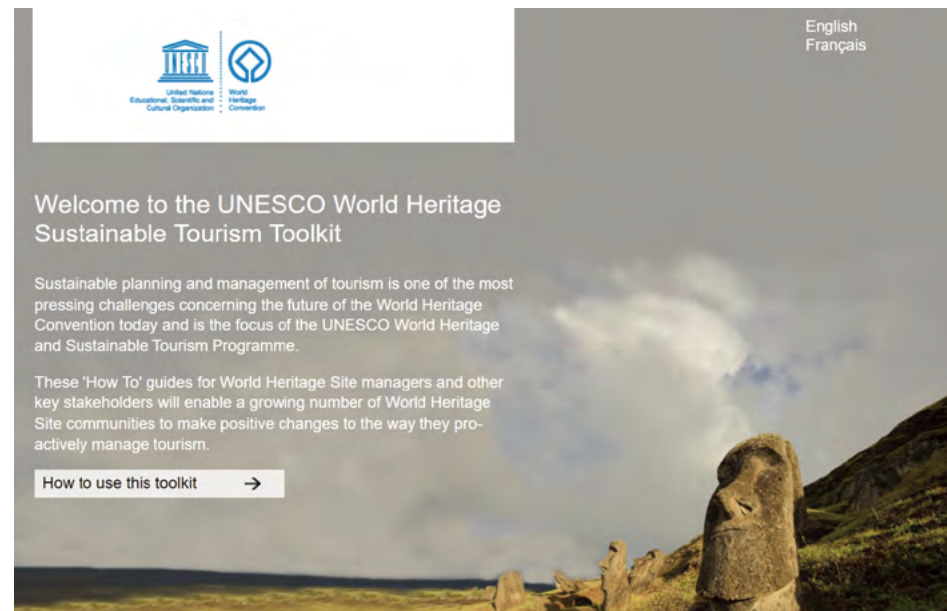 English
Français
United Nations
Educational, Scientific and
Cultural Organization
World
Heritage
Convention
Welcome to the UNESCO World Heritage
Sustainable Tourism Toolkit
Sustainable planning and management of tourism is one of the most
pressing challenges concerning the future of the World Heritage
Convention today and is the focus of the UNESCO World Heritage
and Sustainable Tourism Programme.
These 'How To' guides for World Heritage Site managers and other
key stakeholders will enable a growing number of World Heritage
Site communities to make positive changes to the way they pro-
actively manage tourism.
How to use this toolkit →